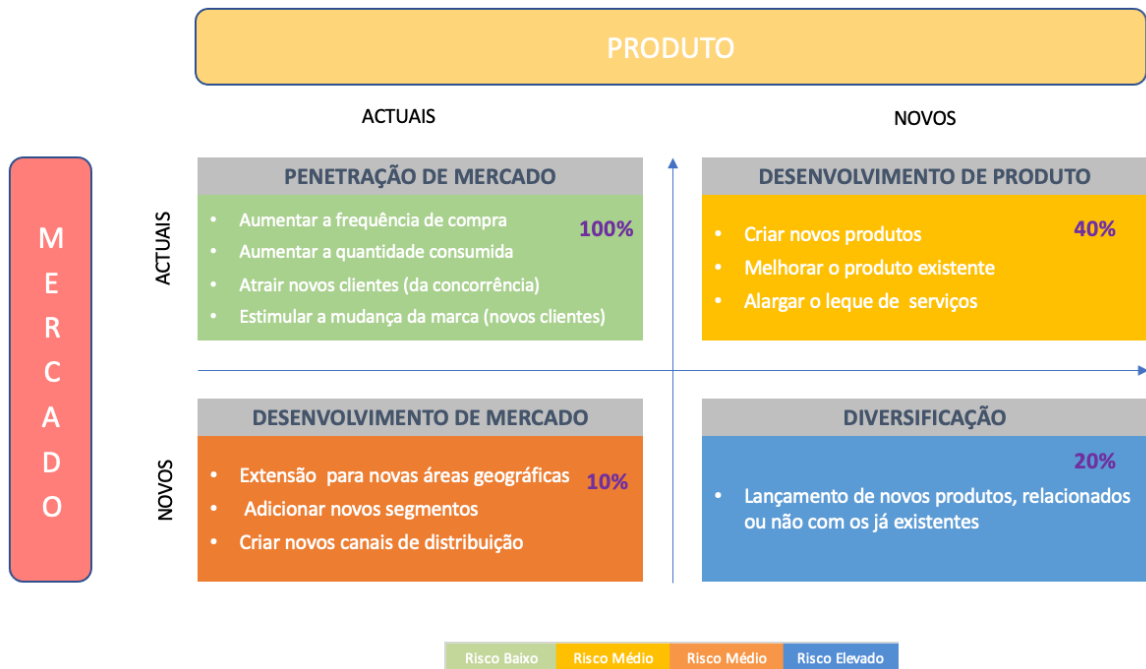 PRODUTO
ACTUAIS
NOVOS
MERCADO
ACTUAIS
PENETRAÇÃO DE MERCADO
• Aumentar a frequência de compra
100%
• Aumentar a quantidade consumida
• Atrair novos clientes (da concorrência)
• Estimular a mudança da marca (novos clientes)
DESENVOLVIMENTO DE PRODUTO
• Criar novos produtos
40%
• Melhorar o produto existente
• Alargar o leque de serviços
NOVOS
DESENVOLVIMENTO DE MERCADO
• Extensão para novas áreas geográficas
10%
• Adicionar novos segmentos
• Criar novos canais de distribuição
DIVERSIFICAÇÃO
20%
• Lançamento de novos produtos, relacionados
ou não com os já existentes
Risco Baixo Risco Médio Risco Médio Risco Elevado